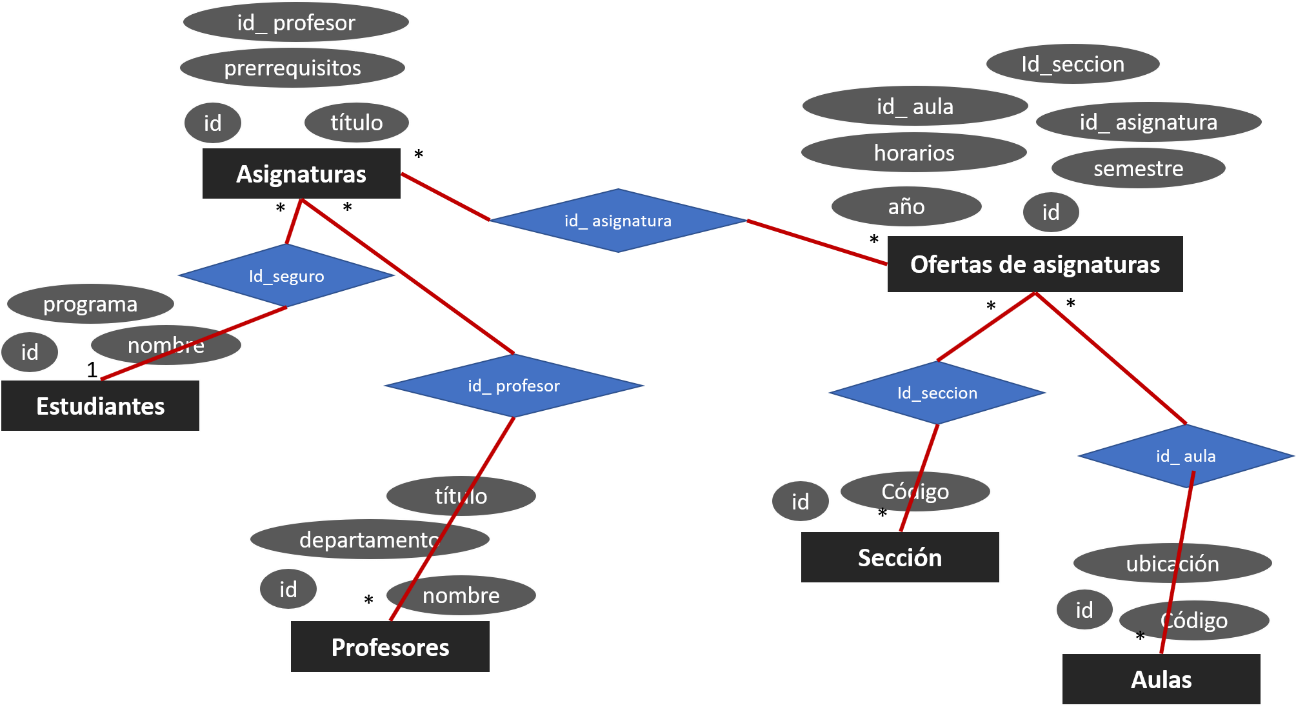 id_ profesor
prerrequisitos
id
título
Asignaturas
*
*
*
Id_seguro
programa
id
nombre
1
Estudiantes
id_ profesor
título
departamento
id
nombre
*
Profesores
id_ asignatura
Id_seccion
id_ aula
id_ asignatura
horarios
semestre
año
id
*
Ofertas de asignaturas
*
*
Id_seccion
id
Código
*
Sección
id_ aula
ubicación
id
Código
*
Aulas